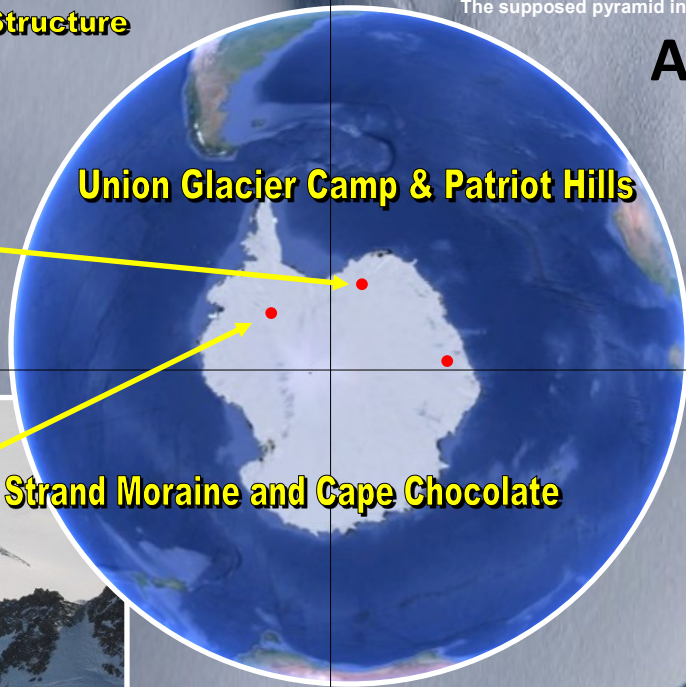 The supposed pyramid in
Structure
A
Union Glacier Camp & Patriot Hills
Strand Moraine and Cape Chocolate